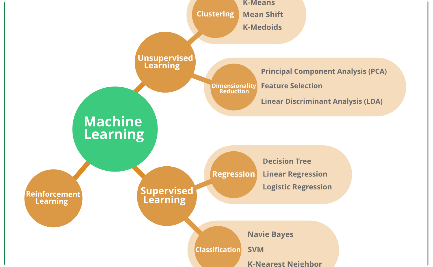 K-Means
Clustering
Mean Shift
K-Medoids
Unsupervised
Learning
Dimensionality
Reduction
Principal Component Analysis (PCA)
Feature Selection
Linear Discriminant Analysis (LDA)
Machine
Learning
Reinforcement
Learning
Supervised
Learning
Regression
Decision Tree
Linear Regression
Logistic Regression
Classification
Navie Bayes
SVM
K-Nearest Neighbor